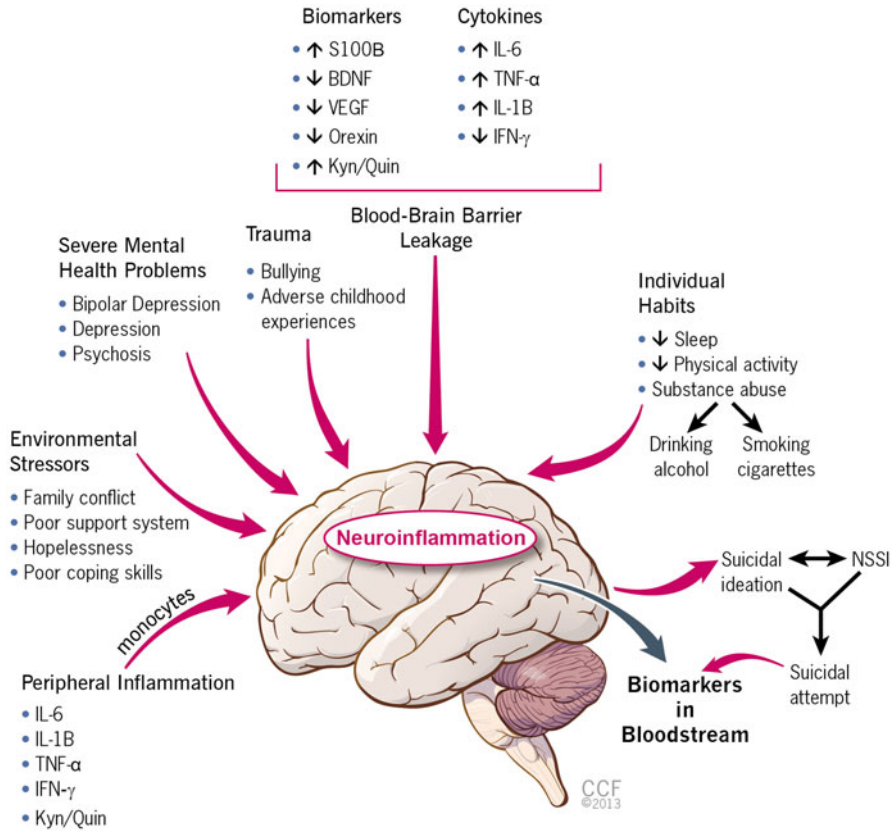 Biomarkers
• ↑ S100B
• ↓ BDNF
• ↓ VEGF
• ↓ Orexin
• ↑ Kyn/Quin
Cytokines
• ↑ IL-6
• ↑ TNF-α
• ↑ IL-1B
• ↓ IFN-γ
Blood-Brain Barrier
Leakage
Trauma
• Bullying
• Adverse childhood
experiences
Severe Mental
Health Problems
• Bipolar Depression
• Depression
• Psychosis
Individual
Habits
• ↓ Sleep
• ↓ Physical activity
• Substance abuse
Drinking
alcohol
Smoking
cigarettes
Environmental
Stressors
• Family conflict
• Poor support system
• Hopelessness
• Poor coping skills
Neuroinflammation
Suicidal
ideation
NSSI
Suicidal
attempt
monocytes
Peripheral Inflammation
• IL-6
• IL-1B
• TNF-α
• IFN-γ
• Kyn/Quin
Biomarkers
in
Bloodstream
CCF
©2013